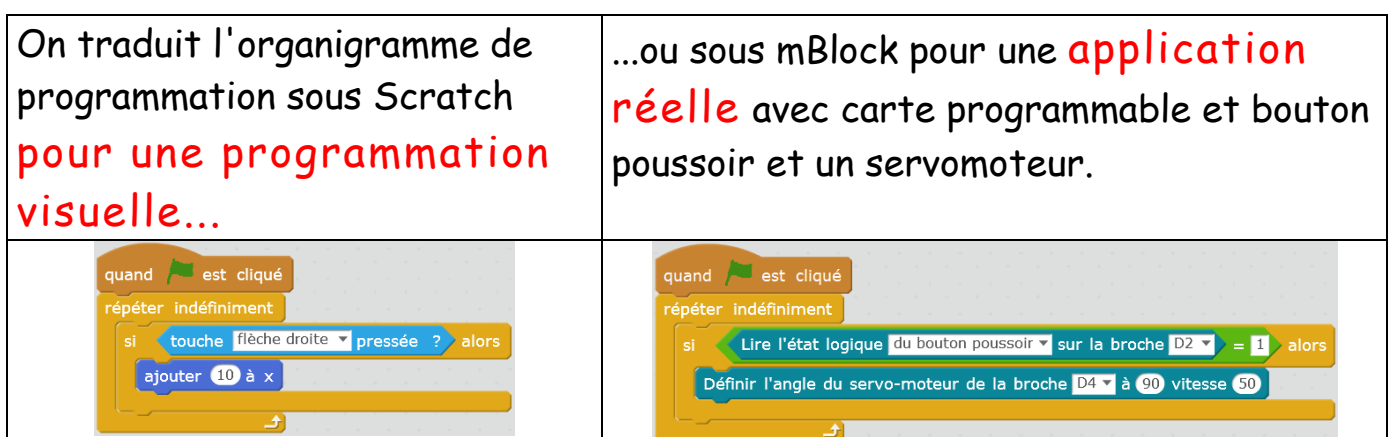 On traduit l'organigramme de
programmation sous Scratch
pour une programmation
visuelle...
...ou sous mBlock pour une application
réelle avec carte programmable et bouton
poussoir et un servomoteur.
quand est cliqué
répéter indéfiniment
si touche flèche droite pressée ? alors
ajouter 10 à x
quand est cliqué
répéter indéfiniment
si Lire l'état logique du bouton poussoir sur la broche D2 = 1 alors
Définir l'angle du servo-moteur de la broche D4 à 90 vitesse 50